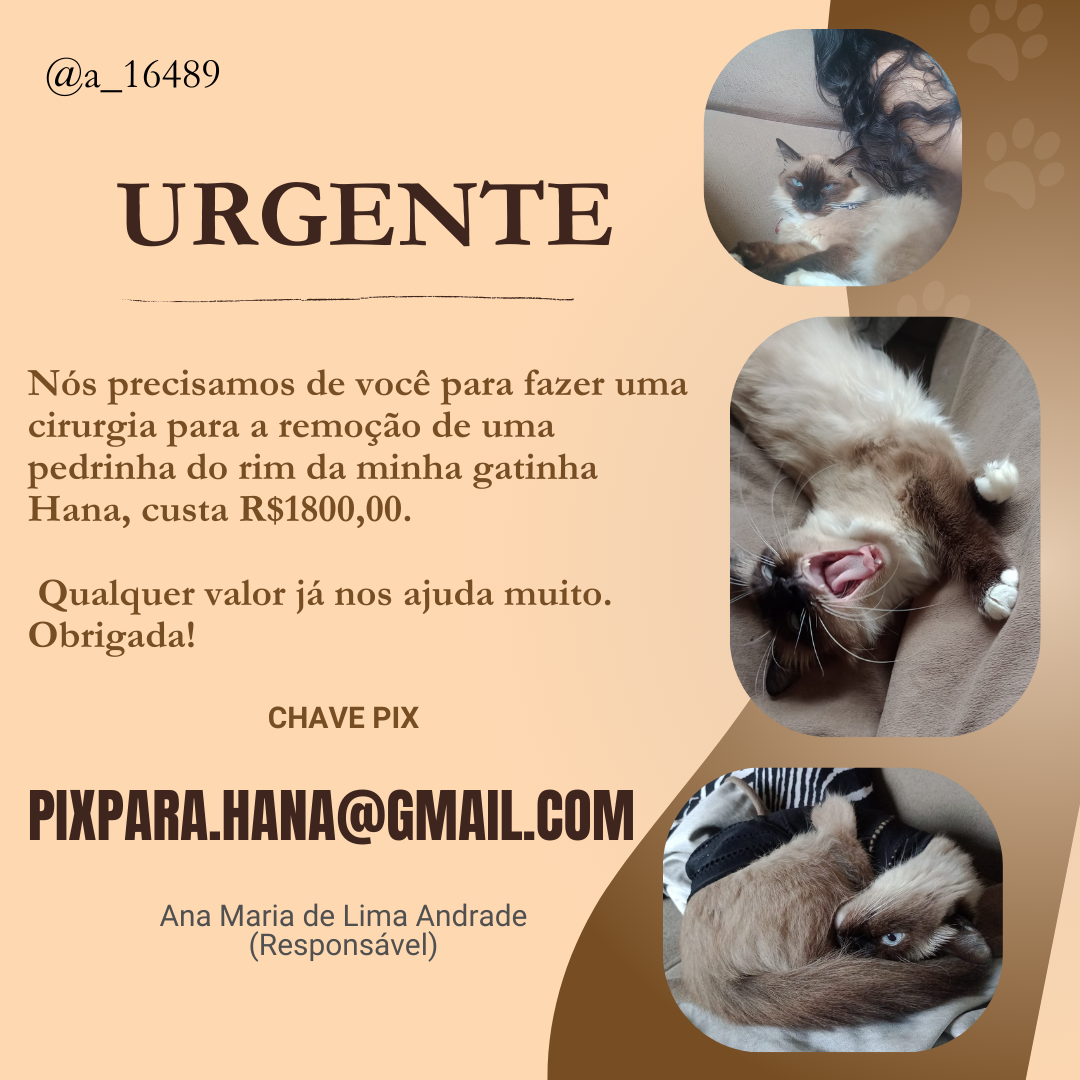 @a_16489
URGENTE
Nós precisamos de você para fazer uma
cirurgia para a remoção de uma
pedrinha do rim da minha gatinha
Hana, custa R$1800,00.
Qualquer valor já nos ajuda muito.
Obrigada!
CHAVE PIX
PIXPARA.HANA@GMAIL.COM
Ana Maria de Lima Andrade
(Responsável)